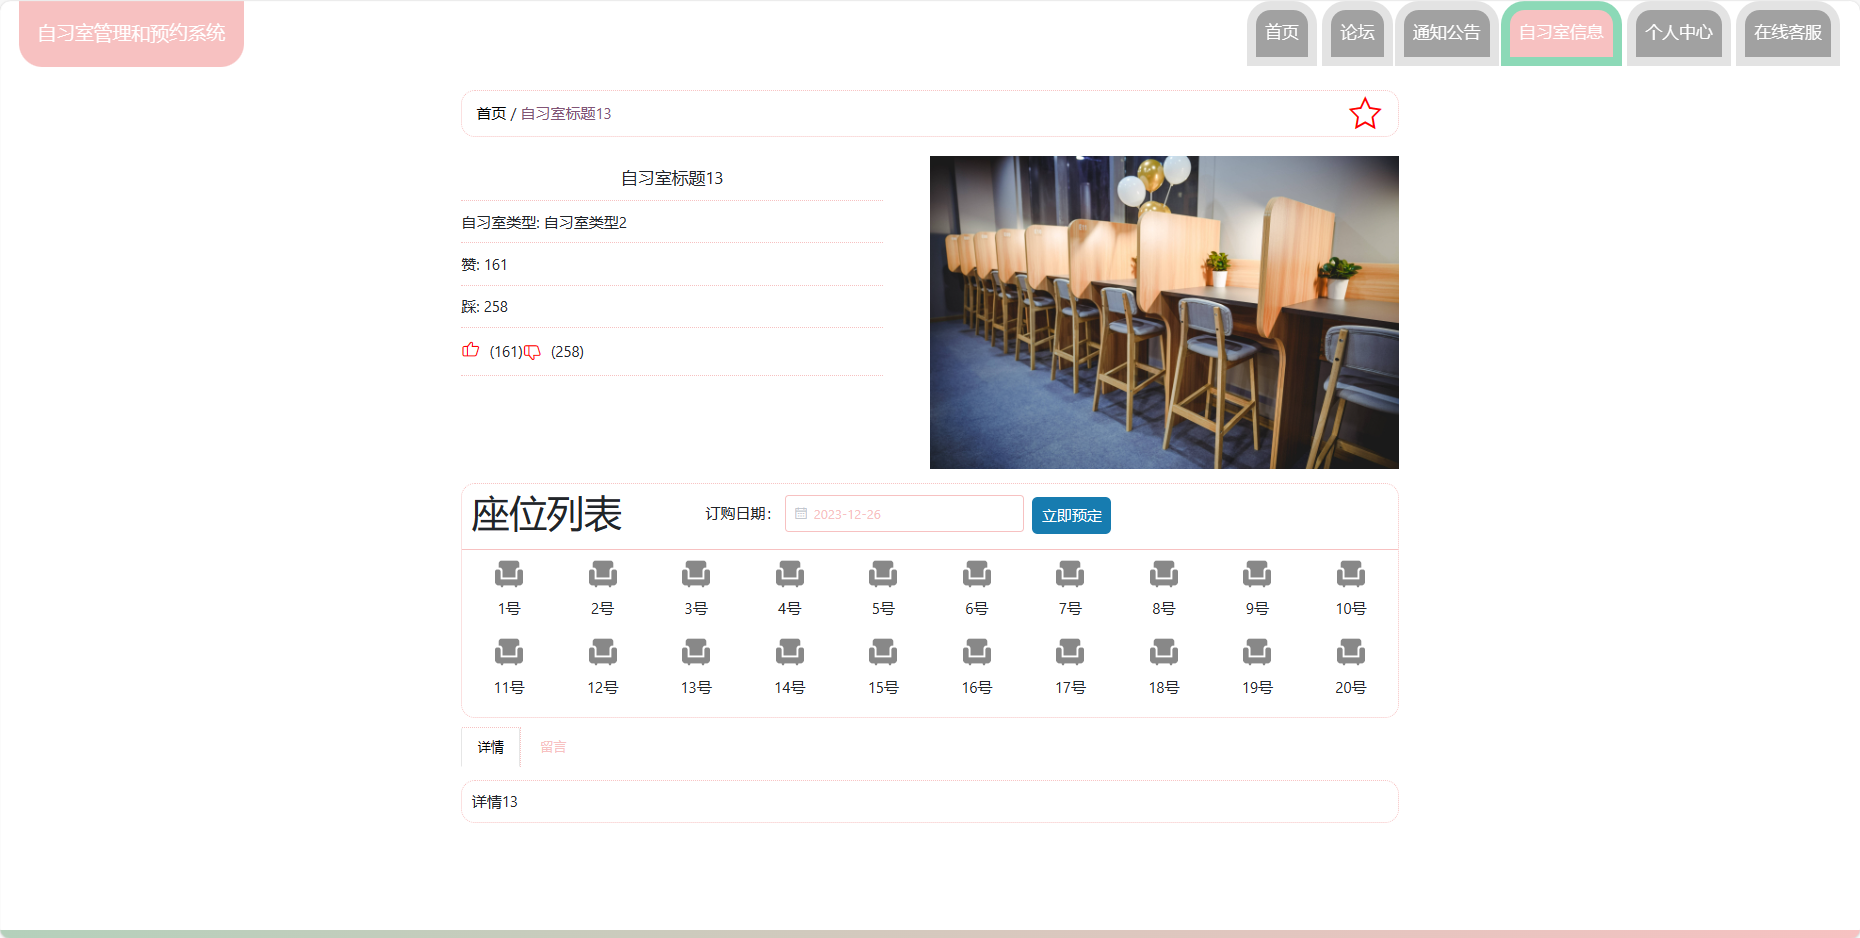 自习室管理和预约系统
首页 论坛 通知公告 自习室信息 个人中心 在线客服
首页 / 自习室标题13
自习室标题13
自习室类型: 自习室类型2
赞: 161
踩: 258
(161) (258)
座位列表 订购日期： 2023-12-26 立即预定
1号 2号 3号 4号 5号 6号 7号 8号 9号 10号
11号 12号 13号 14号 15号 16号 17号 18号 19号 20号
详情 留言
详情13